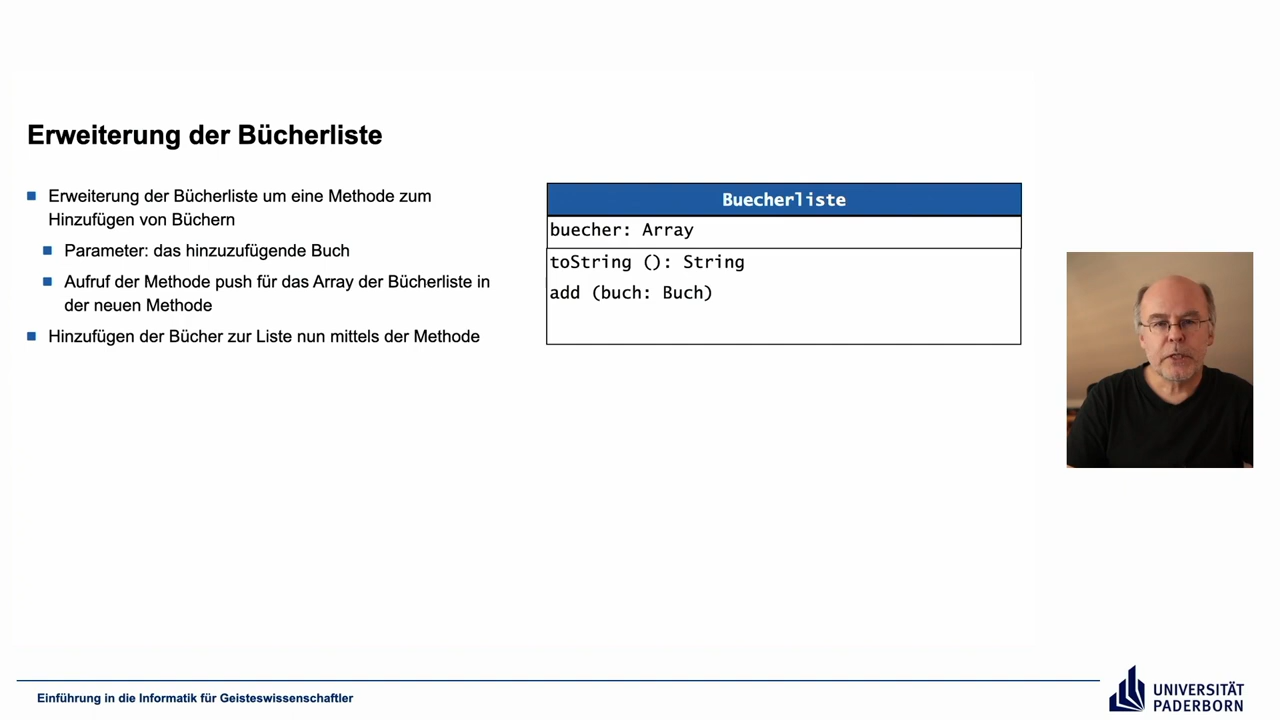 Erweiterung der Bücherliste
Erweiterung der Bücherliste um eine Methode zum
Hinzufügen von Büchern
Parameter: das hinzuzufügende Buch
Aufruf der Methode push für das Array der Bücherliste in
der neuen Methode
Hinzufügen der Bücher zur Liste nun mittels der Methode
Buecherliste
buecher: Array
toString (): String
add (buch: Buch)
Einführung in die Informatik für Geisteswissenschaftler
UNIVERSITÄT
PADERBORN